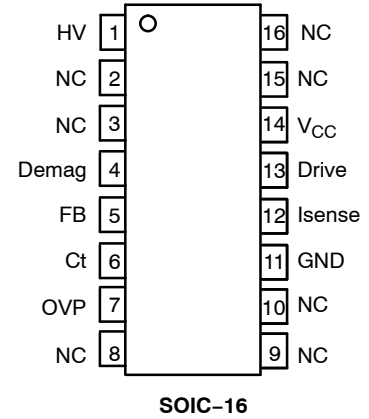 HV 1 16 NC
NC 2 15 NC
NC 3 14 VCC
Demag 4 13 Drive
FB 5 12 Isense
Ct 6 11 GND
OVP 7 10 NC
NC 8 9 NC
SOIC−16